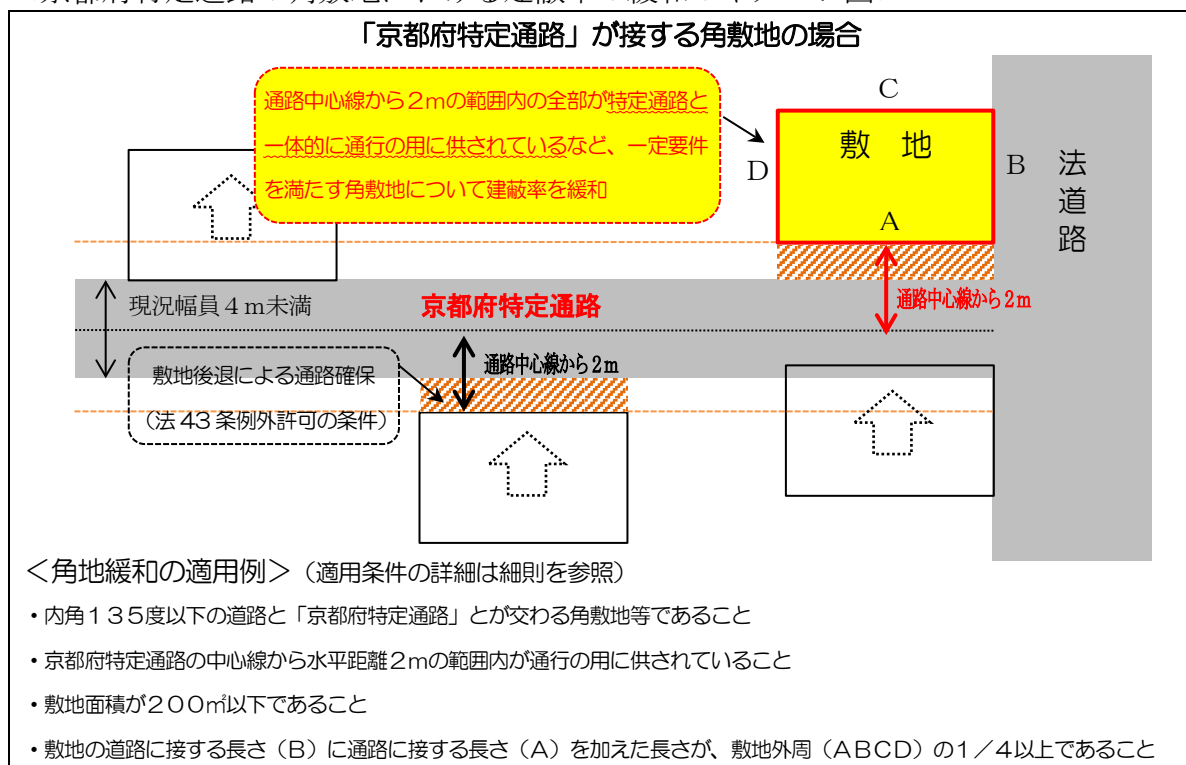 「京都府特定通路」が接する角敷地の場合
通路中心線から２ｍの範囲内の全部が特定通路と
一体的に通行の用に供されているなど、一定要件
を満たす角敷地について建蔽率を緩和
C
敷 地
D
B
A
法道路
現況幅員４ｍ未満
京都府特定通路
通路中心線から２ｍ
通路中心線から２ｍ
敷地後退による通路確保
（法 43 条例外許可の条件）
＜角地緩和の適用例＞（適用条件の詳細は細則を参照）
・内角１３５度以下の道路と「京都府特定通路」とが交わる角敷地等であること
・京都府特定通路の中心線から水平距離２ｍの範囲内が通行の用に供されていること
・敷地面積が２００㎡以下であること
・敷地の道路に接する長さ（Ｂ）に通路に接する長さ（Ａ）を加えた長さが、敷地外周（ＡＢＣＤ）の１／４以上であること